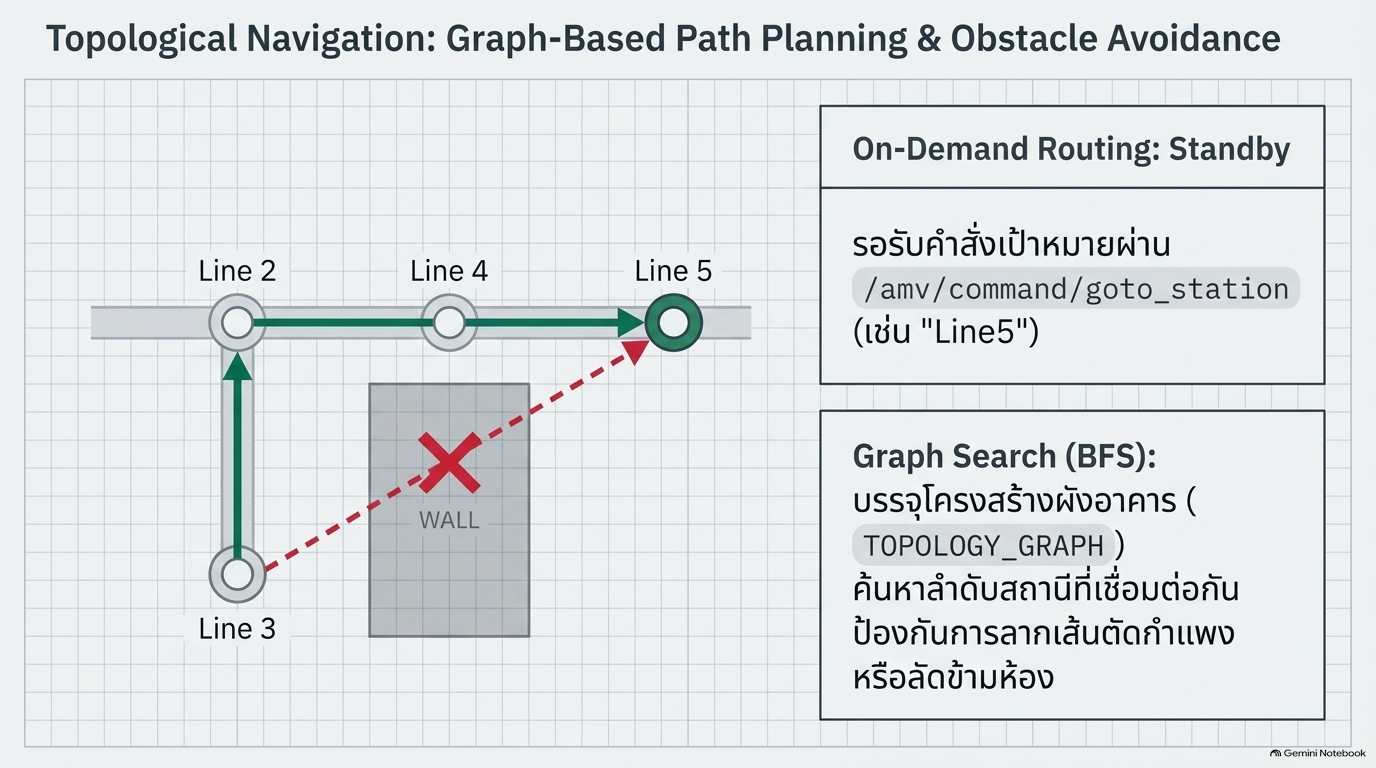 Topological Navigation: Graph-Based Path Planning & Obstacle Avoidance
Line 2
Line 4
Line 5
WALL
Line 3
On-Demand Routing: Standby
รอรับคำสั่งเป้าหมายผ่าน
/amv/command/goto_station
(เช่น "Line5")
Graph Search (BFS):
บรรจุโครงสร้างผังอาคาร (
TOPOLOGY_GRAPH)
ค้นหาลำดับสถานีที่เชื่อมต่อกัน
ป้องกันการลากเส้นตัดกำแพง
หรือลัดข้ามห้อง
Gemini Notebook